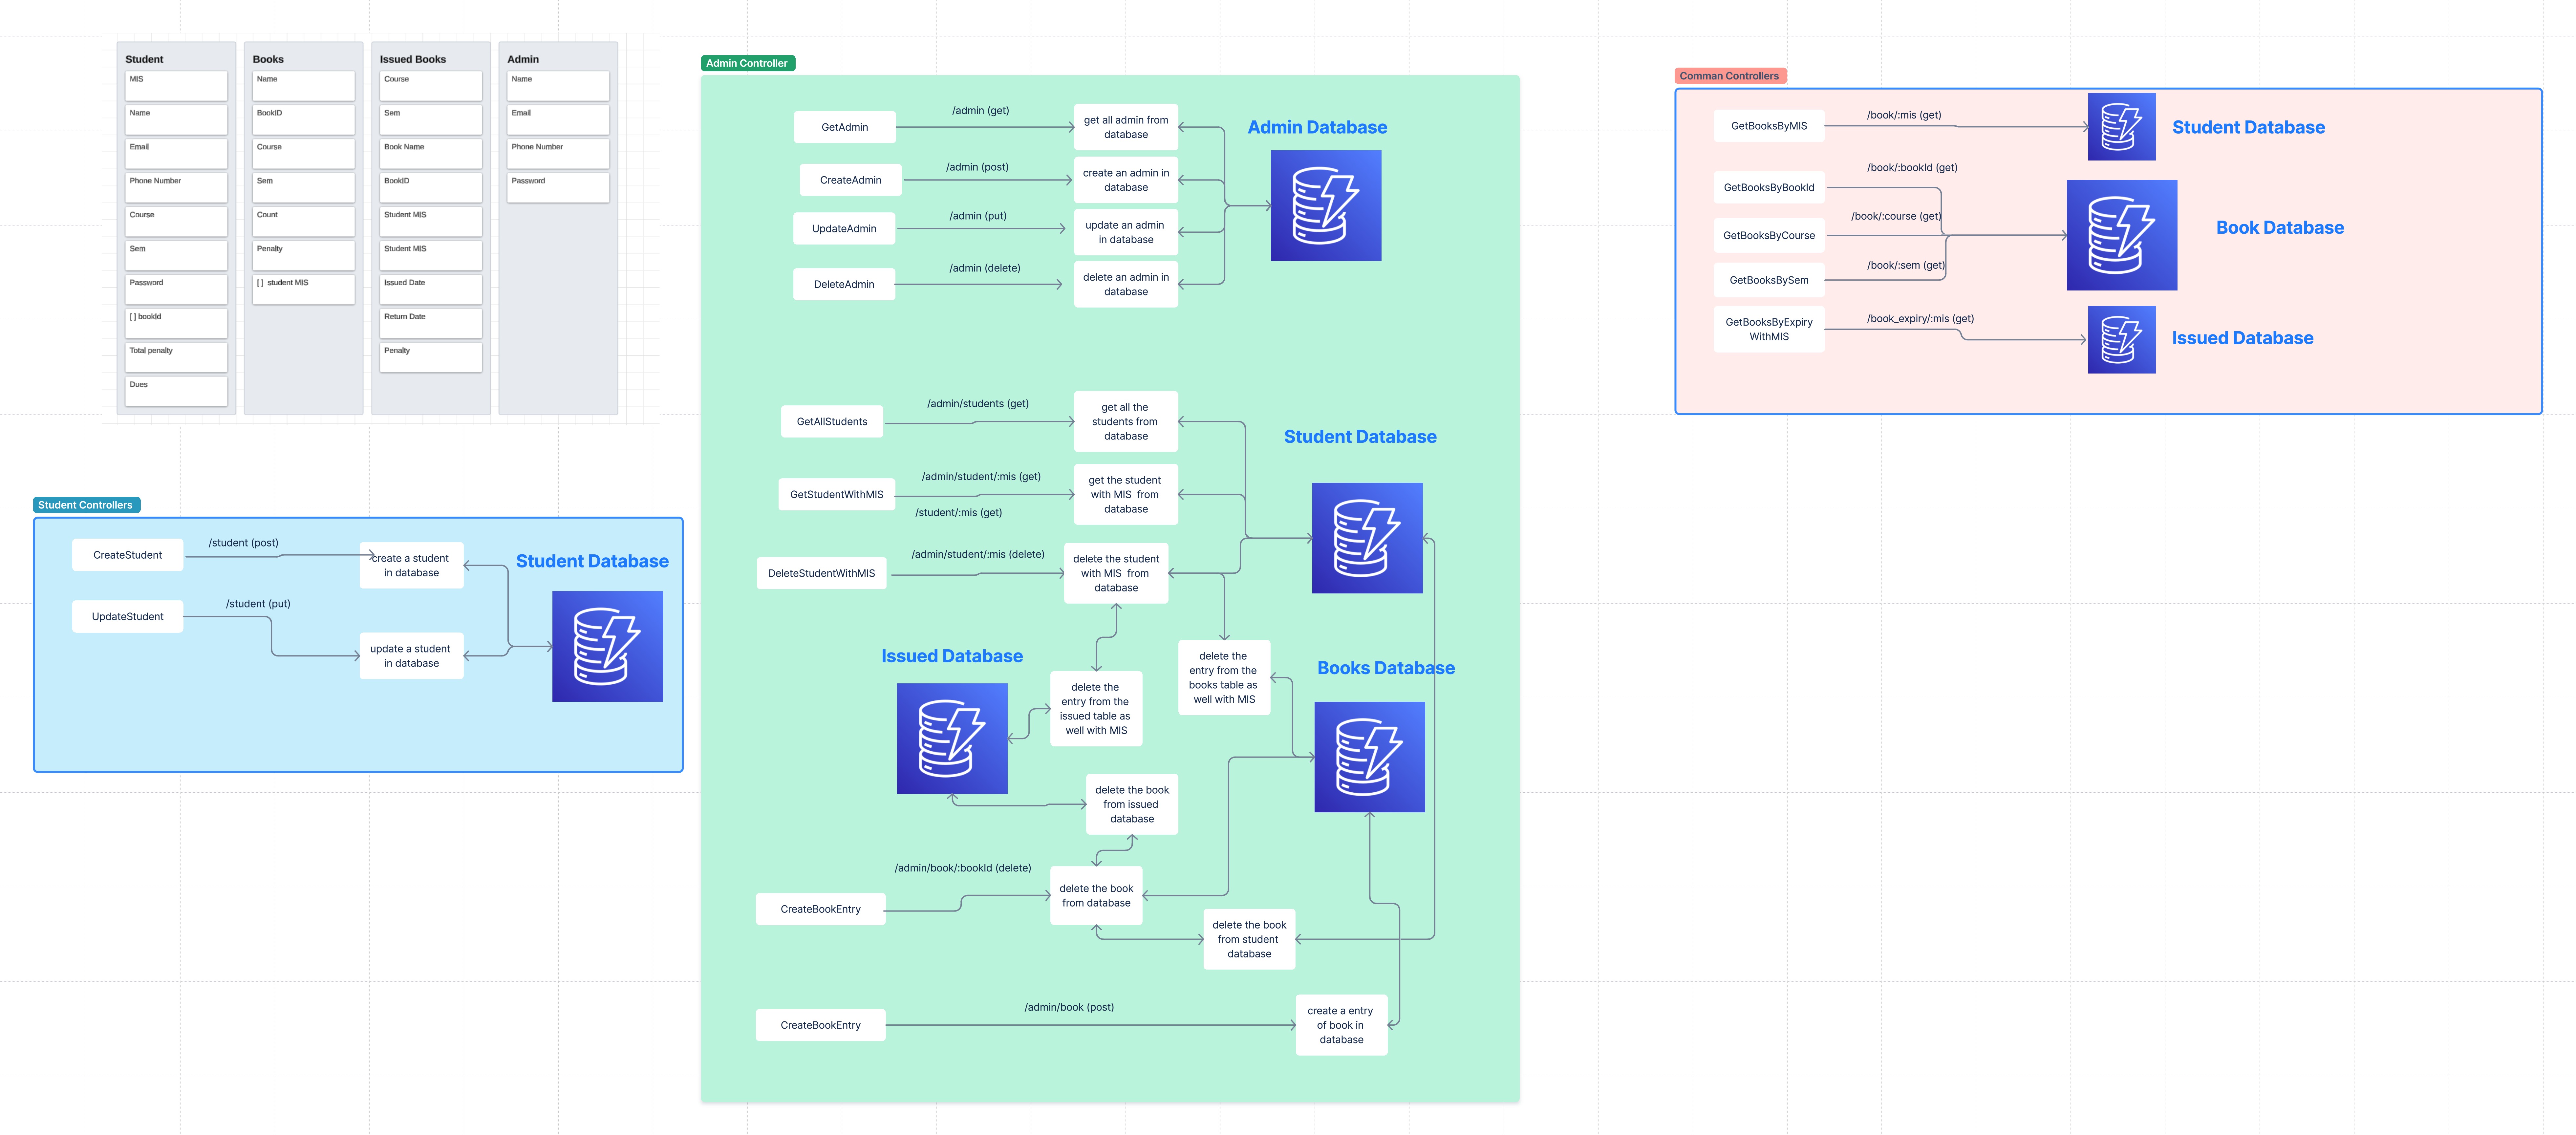 Student
MIS
Name
Email
Phone Number
Course
Sem
Password
[ ] bookId
Total penalty
Dues
Books
Name
BookID
Course
Sem
Count
Penalty
[ ] student MIS
Issued Books
Course
Sem
Book Name
BookID
Student MIS
Student MIS
Issued Date
Return Date
Penalty
Admin
Name
Email
Phone Number
Password
Student Controllers
CreateStudent
/student (post)
create a student
in database
Student Database
UpdateStudent
/student (put)
update a student
in database
Admin Controller
GetAdmin
/admin (get)
get all admin from
database
Admin Database
CreateAdmin
/admin (post)
create an admin in
database
UpdateAdmin
/admin (put)
update an admin
in database
DeleteAdmin
/admin (delete)
delete an admin in
database
GetAllStudents
/admin/students (get)
get all the
students from
database
Student Database
GetStudentWithMIS
/admin/student/:mis (get)
/student/:mis (get)
get the student
with MIS from
database
DeleteStudentWithMIS
/admin/student/:mis (delete)
delete the student
with MIS from
database
Issued Database
delete the
entry from the
issued table as
well with MIS
delete the
entry from the
books table as
well with MIS
Books Database
delete the book
from issued
database
/admin/book/:bookId (delete)
CreateBookEntry
delete the book
from database
delete the book
from student
database
CreateBookEntry
/admin/book (post)
create a entry
of book in
database
Comman Controllers
GetBooksByMIS
/book/:mis (get)
Student Database
GetBooksByBookId
/book/:bookId (get)
GetBooksByCourse
/book/:course (get)
Book Database
GetBooksBySem
/book/:sem (get)
GetBooksByExpiry
WithMIS
/book_expiry/:mis (get)
Issued Database